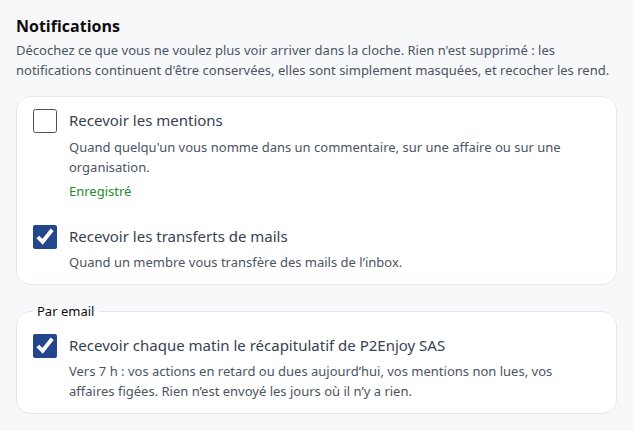 Notifications
Décochez ce que vous ne voulez plus voir arriver dans la cloche. Rien n'est supprimé : les
notifications continuent d'être conservées, elles sont simplement masquées, et recocher les rend.
Recevoir les mentions
Quand quelqu'un vous nomme dans un commentaire, sur une affaire ou sur une
organisation.
Enregistré
Recevoir les transferts de mails
Quand un membre vous transfère des mails de l’inbox.
Par email
Recevoir chaque matin le récapitulatif de P2Enjoy SAS
Vers 7 h : vos actions en retard ou dues aujourd’hui, vos mentions non lues, vos
affaires figées. Rien n’est envoyé les jours où il n’y a rien.